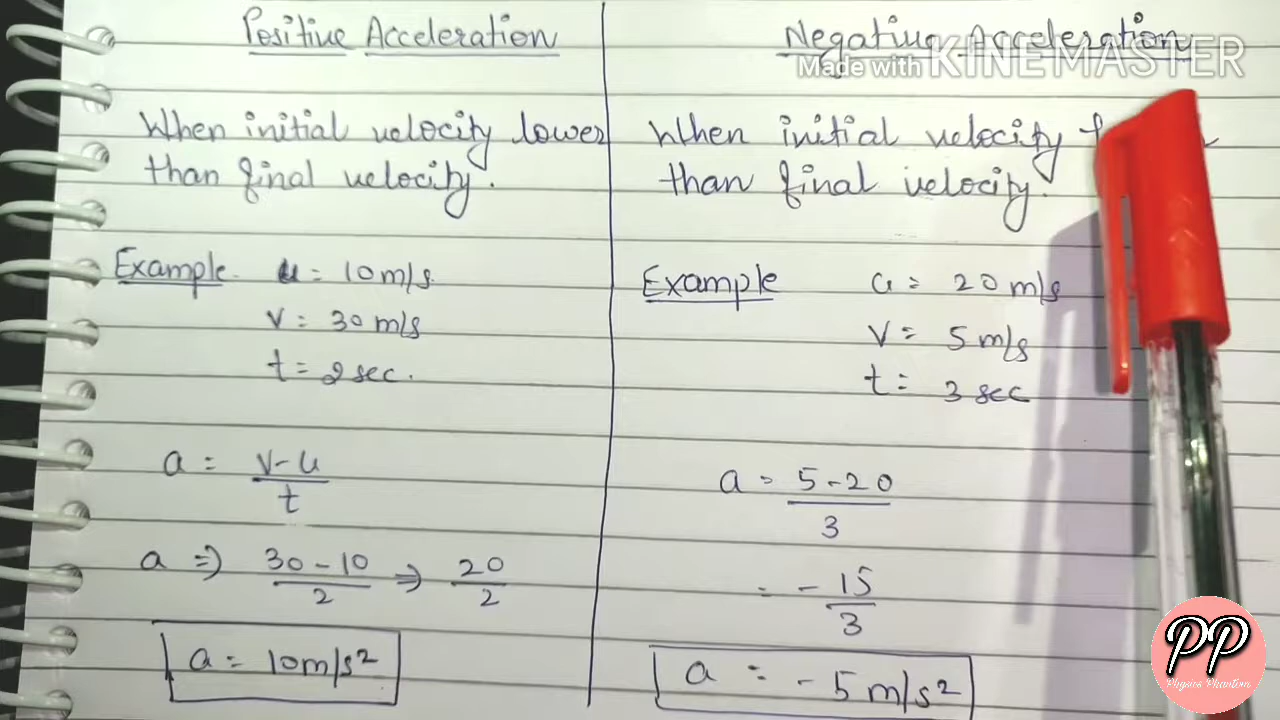 Positive Acceleration
When initial velocity lower
than final velocity.
Example. u = 10 m/s.
v = 30 m/s
t = 2 sec.
a = v-u
t
a => 30-10 => 20
2 2
a = 10 m/s²
Negative Acceleration
When initial velocity
than final velocity.
Example u = 20 m/s
v = 5 m/s
t = 3 sec
a = 5-20
3
= -15
3
a = -5 m/s²
Made with KINEMASTER
PP
Physics Phantom